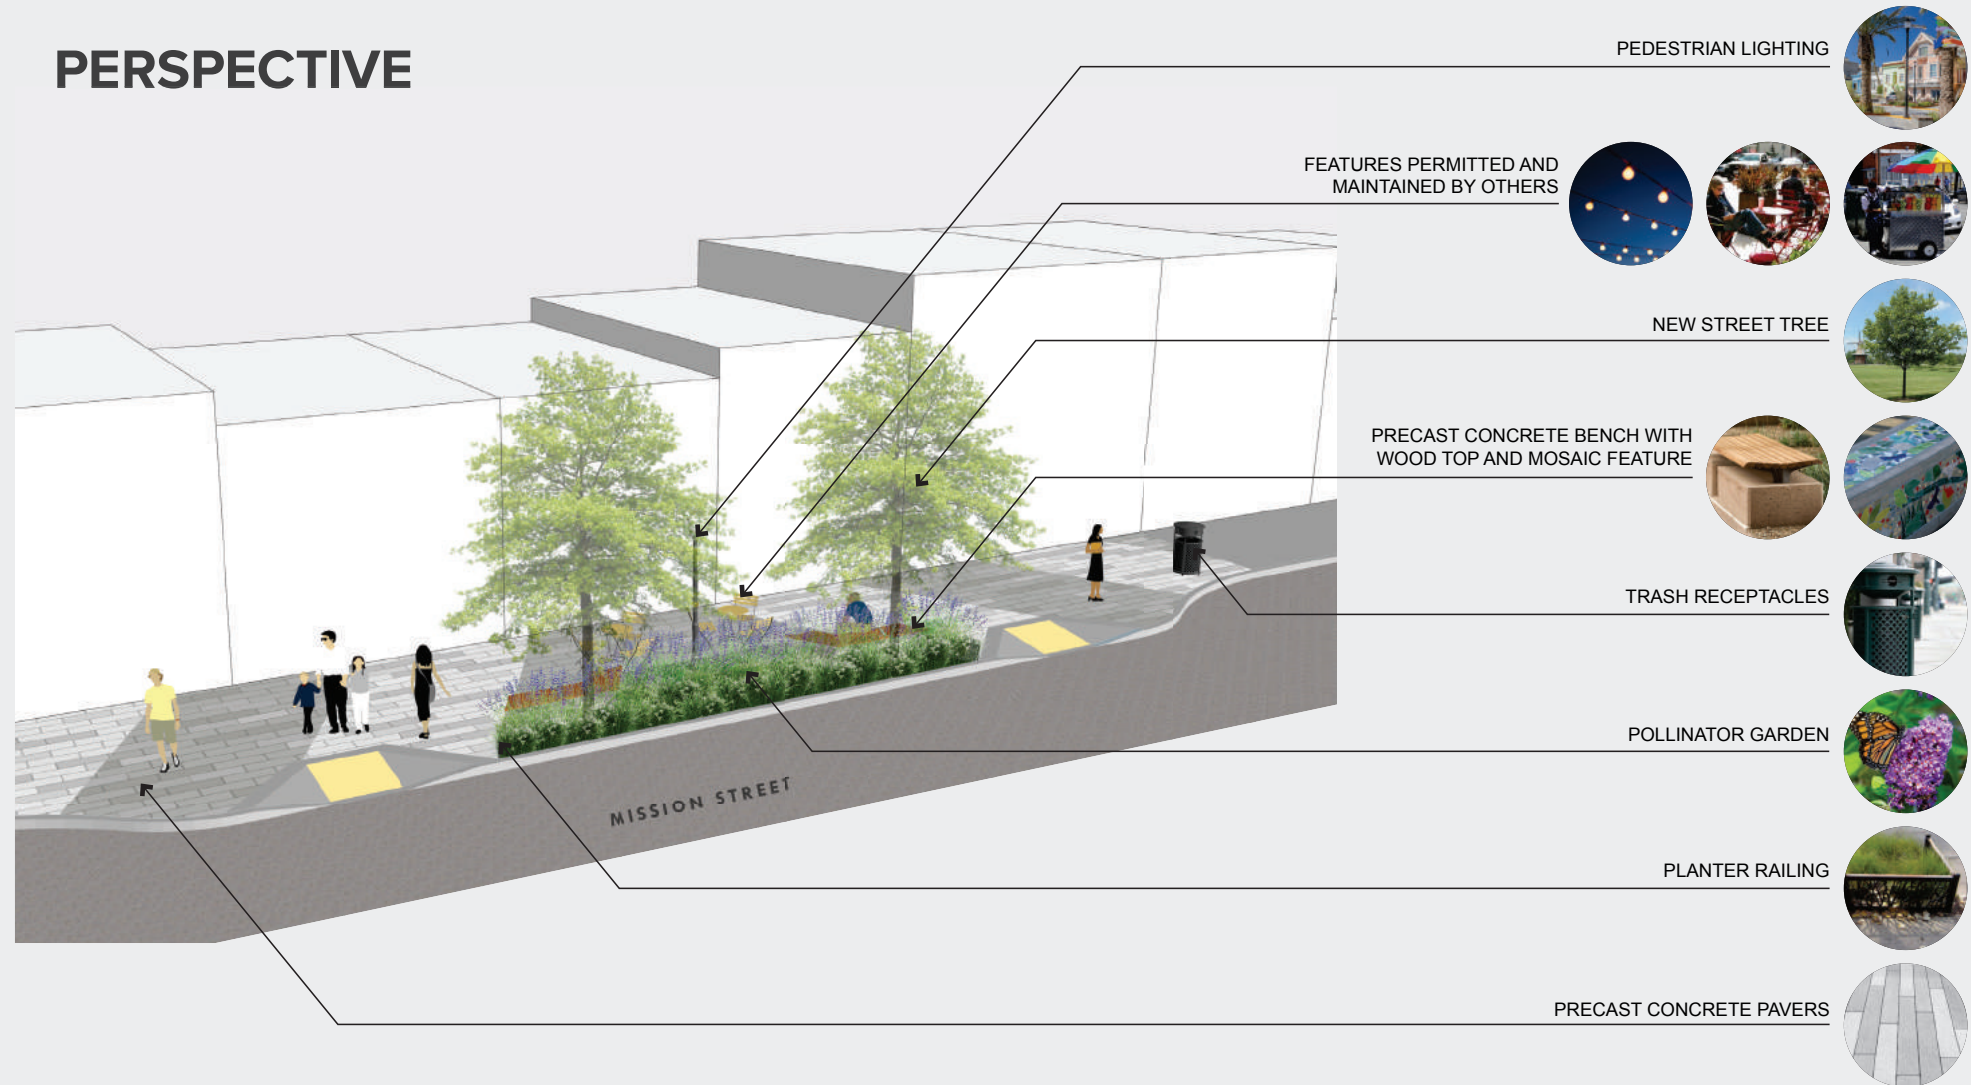 PERSPECTIVE
PEDESTRIAN LIGHTING
FEATURES PERMITTED AND
MAINTAINED BY OTHERS
NEW STREET TREE
PRECAST CONCRETE BENCH WITH
WOOD TOP AND MOSAIC FEATURE
TRASH RECEPTACLES
POLLINATOR GARDEN
MISSION STREET
PLANTER RAILING
PRECAST CONCRETE PAVERS